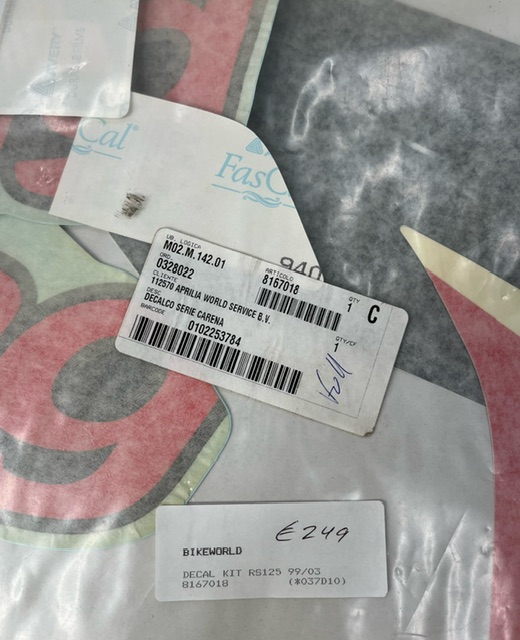 Cal
FasCal
940
UB. LOGICA
M02.M.142.01
ORD.
0328022
ARTICOLO
8167018
QTY
1
C
CLIENTE
112570 APRILIA WORLD SERVICE B.V.
DESC
DECALCO SERIE CARENA
QTY/CF
1
BARCODE
0102253784
£249
BIKEWORLD
DECAL KIT RS125 99/03
8167018 (*037D10)